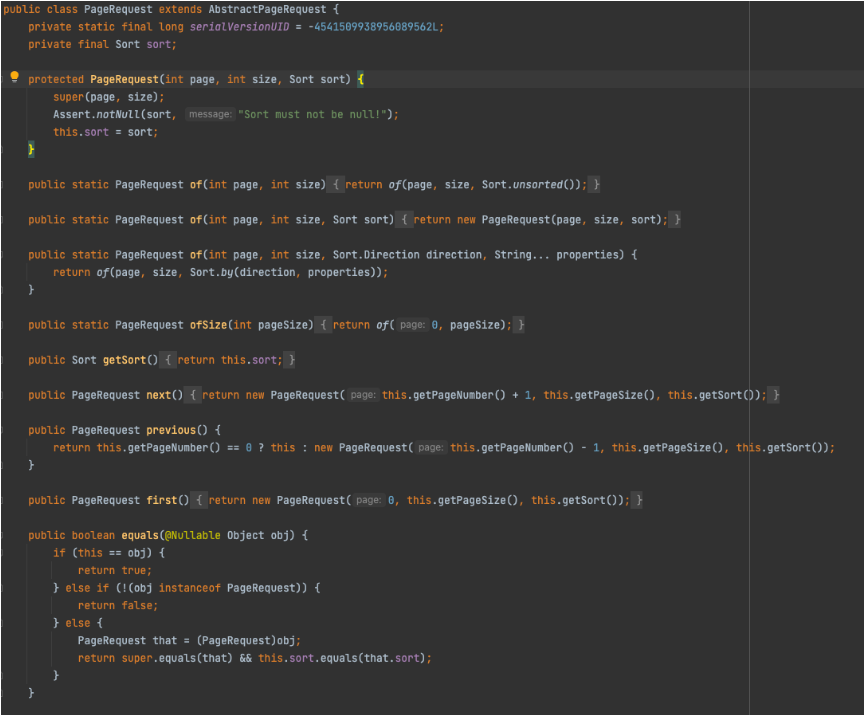 public class PageRequest extends AbstractPageRequest {
    private static final long serialVersionUID = -4541509938956089562L;
    private final Sort sort;

    protected PageRequest(int page, int size, Sort sort) {
        super(page, size);
        Assert.notNull(sort, message: "Sort must not be null!");
        this.sort = sort;
    }

    public static PageRequest of(int page, int size) { return of(page, size, Sort.unsorted()); }

    public static PageRequest of(int page, int size, Sort sort) { return new PageRequest(page, size, sort); }

    public static PageRequest of(int page, int size, Sort.Direction direction, String... properties) {
        return of(page, size, Sort.by(direction, properties));
    }

    public static PageRequest ofSize(int pageSize) { return of( page: 0, pageSize); }

    public Sort getSort() { return this.sort; }

    public PageRequest next() { return new PageRequest( page: this.getPageNumber() + 1, this.getPageSize(), this.getSort()); }

    public PageRequest previous() {
        return this.getPageNumber() == 0 ? this : new PageRequest( page: this.getPageNumber() - 1, this.getPageSize(), this.getSort());
    }

    public PageRequest first() { return new PageRequest( page: 0, this.getPageSize(), this.getSort()); }

    public boolean equals(@Nullable Object obj) {
        if (this == obj) {
            return true;
        } else if (!(obj instanceof PageRequest)) {
            return false;
        } else {
            PageRequest that = (PageRequest)obj;
            return super.equals(that) && this.sort.equals(that.sort);
        }
    }